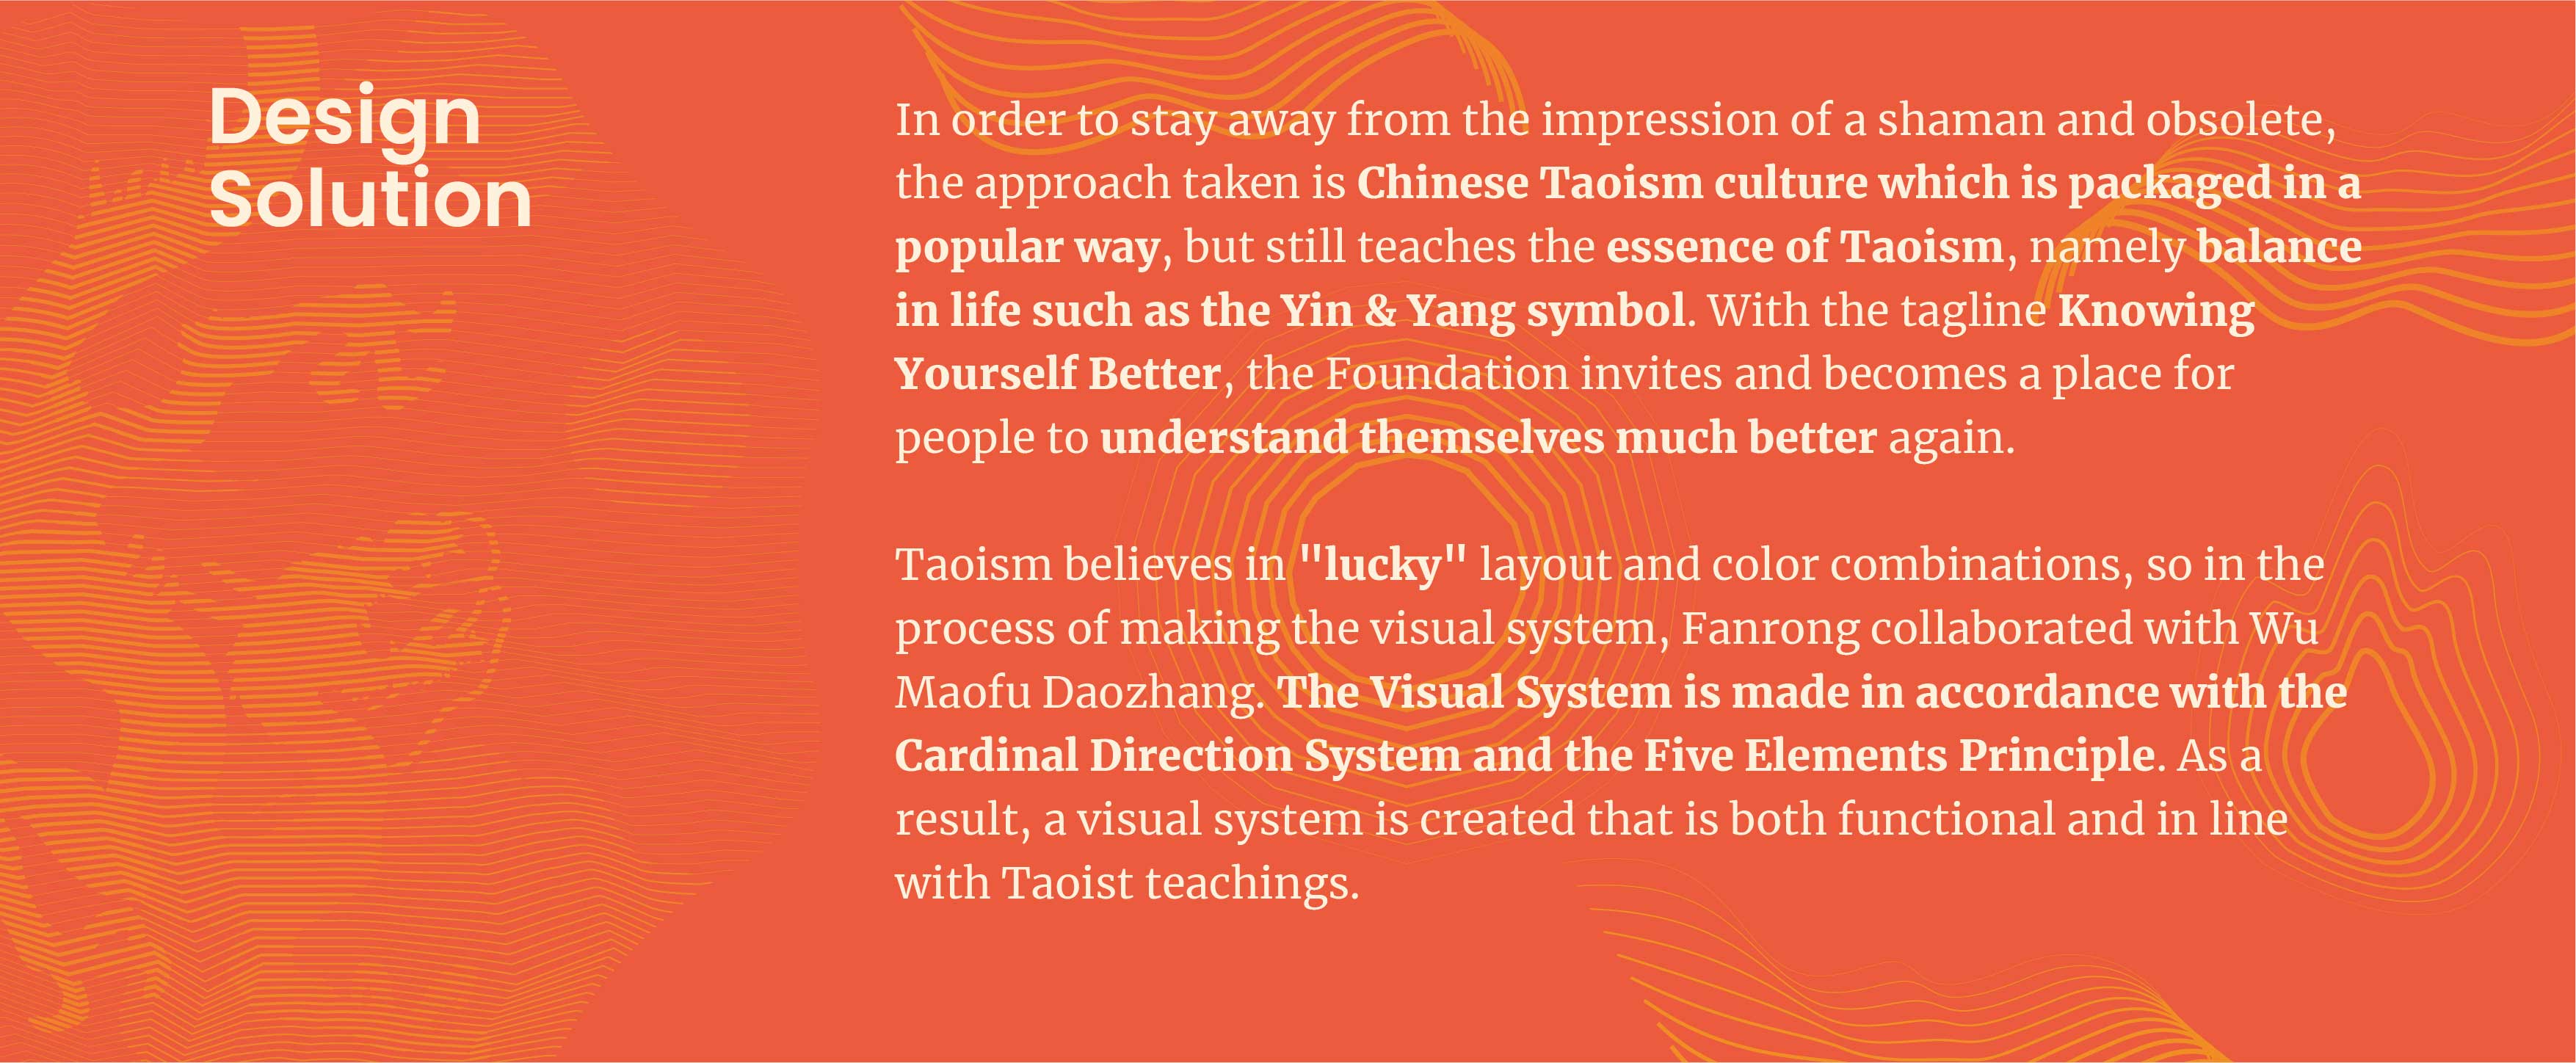 Design
Solution
In order to stay away from the impression of a shaman and obsolete,
the approach taken is Chinese Taoism culture which is packaged in a
popular way, but still teaches the essence of Taoism, namely balance
in life such as the Yin & Yang symbol. With the tagline Knowing
Yourself Better, the Foundation invites and becomes a place for
people to understand themselves much better again.
Taoism believes in "lucky" layout and color combinations, so in the
process of making the visual system, Fanrong collaborated with Wu
Maofu Daozhang. The Visual System is made in accordance with the
Cardinal Direction System and the Five Elements Principle. As a
result, a visual system is created that is both functional and in line
with Taoist teachings.